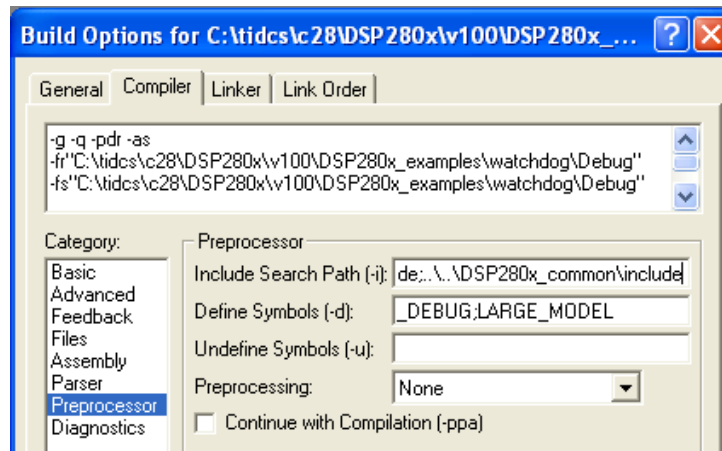 Build Options for C:\tidcs\c28\DSP280x\v100\DSP280x_...
General Compiler Linker Link Order
-g -q -pdr -as
-fr"C:\tidcs\c28\DSP280x\v100\DSP280x_examples\watchdog\Debug"
-fs"C:\tidcs\c28\DSP280x\v100\DSP280x_examples\watchdog\Debug"
Category:
Basic
Advanced
Feedback
Files
Assembly
Parser
Preprocessor
Diagnostics
Preprocessor
Include Search Path (-i): de;..\..\DSP280x_common\include
Define Symbols (-d): _DEBUG;LARGE_MODEL
Undefine Symbols (-u):
Preprocessing: None
Continue with Compilation (-ppa)